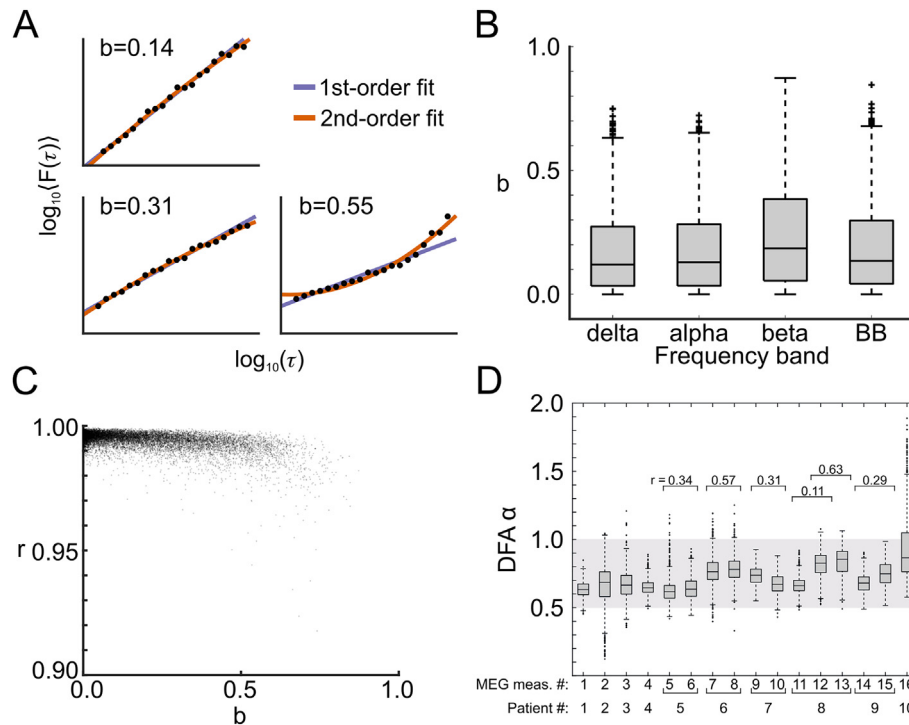 A
b=0.14
1st-order fit
2nd-order fit
b=0.31
b=0.55
log₁₀⟨F(τ)⟩
log₁₀(τ)
B
1.0
0.5
0.0
b
delta alpha beta BB
Frequency band
C
1.00
0.95
0.90
r
0.0 0.5 1.0
b
D
2.0
1.5
1.0
0.5
DFA α
r = 0.34 0.57 0.31 0.11 0.63 0.29
MEG meas. #: 1 2 3 4 5 6 7 8 9 10 11 12 13 14 15 16
Patient #: 1 2 3 4 5 6 7 8 9 10